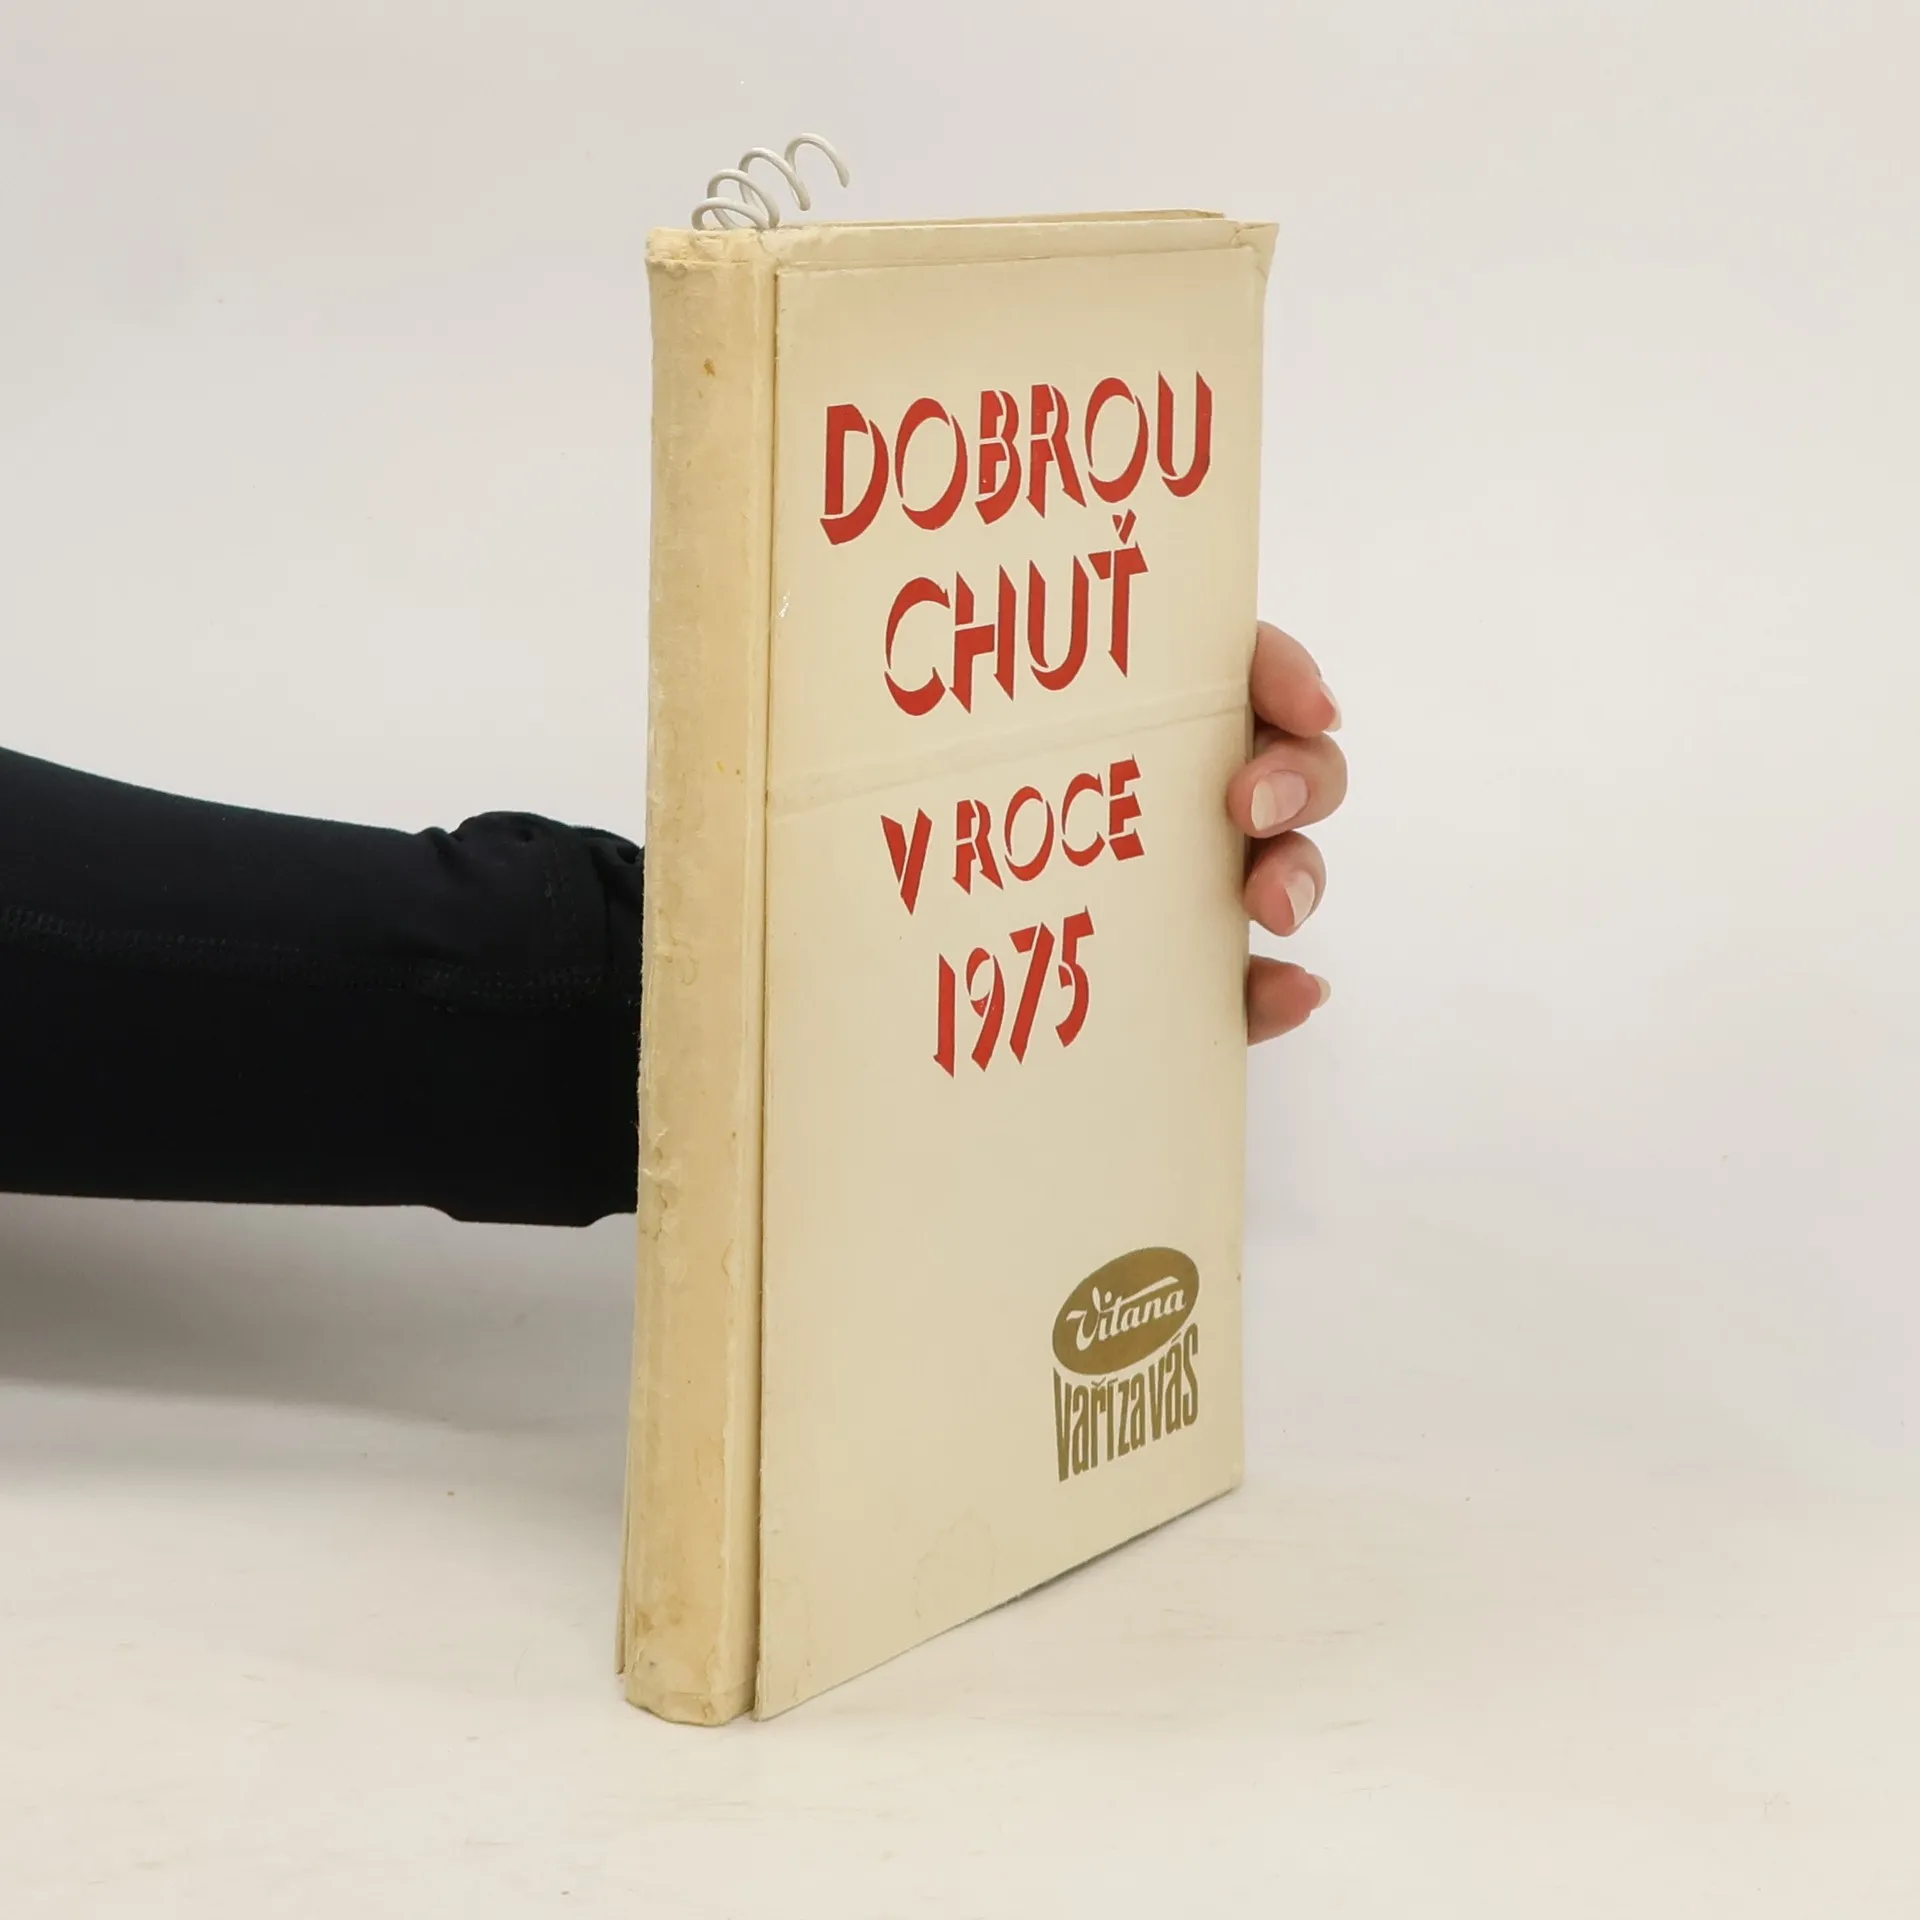 DOBROU
CHUŤ
V ROCE
1975
Vitana
vaří za vás